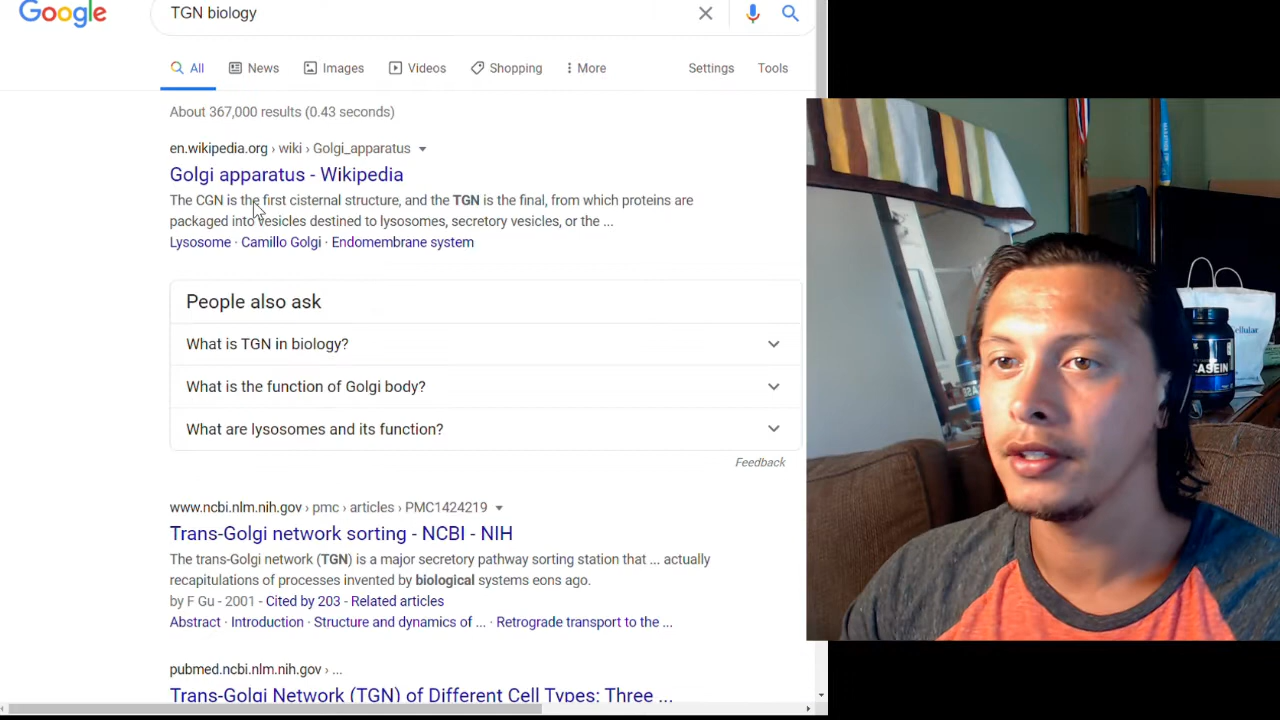 Google
TGN biology
All News Images Videos Shopping More Settings Tools
About 367,000 results (0.43 seconds)
en.wikipedia.org › wiki › Golgi_apparatus
Golgi apparatus - Wikipedia
The CGN is the first cisternal structure, and the TGN is the final, from which proteins are
packaged into vesicles destined to lysosomes, secretory vesicles, or the ...
Lysosome · Camillo Golgi · Endomembrane system
People also ask
What is TGN in biology?
What is the function of Golgi body?
What are lysosomes and its function?
Feedback
www.ncbi.nlm.nih.gov › pmc › articles › PMC1424219
Trans-Golgi network sorting - NCBI - NIH
The trans-Golgi network (TGN) is a major secretory pathway sorting station that ... actually
recapitulations of processes invented by biological systems eons ago.
by F Gu - 2001 - Cited by 203 - Related articles
Abstract · Introduction · Structure and dynamics of ... · Retrograde transport to the ...
pubmed.ncbi.nlm.nih.gov › ...
Trans-Golgi Network (TGN) of Different Cell Types: Three ...
CASEIN